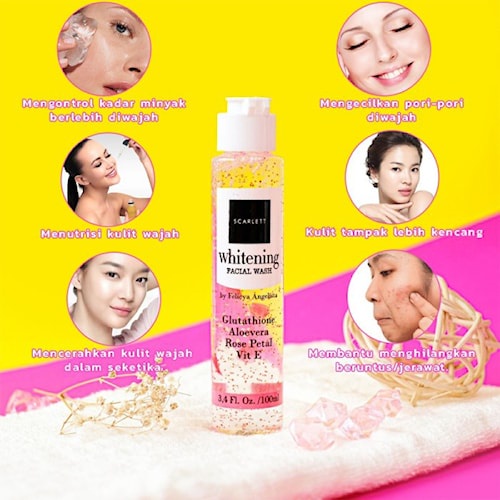 Mengontrol kadar minyak
berlebih diwajah
Mengecilkan pori-pori
diwajah
Menutrisi kulit wajah
Kulit tampak lebih kencang
Mencerahkan kulit wajah
dalam seketika..
Membantu menghilangkan
beruntus/jerawat.
SCARLETT
Whitening
FACIAL WASH
by Felicya Angelista
Glutathione
Aloevera
Rose Petal
Vit E
3,4 Fl. Oz. /100ml